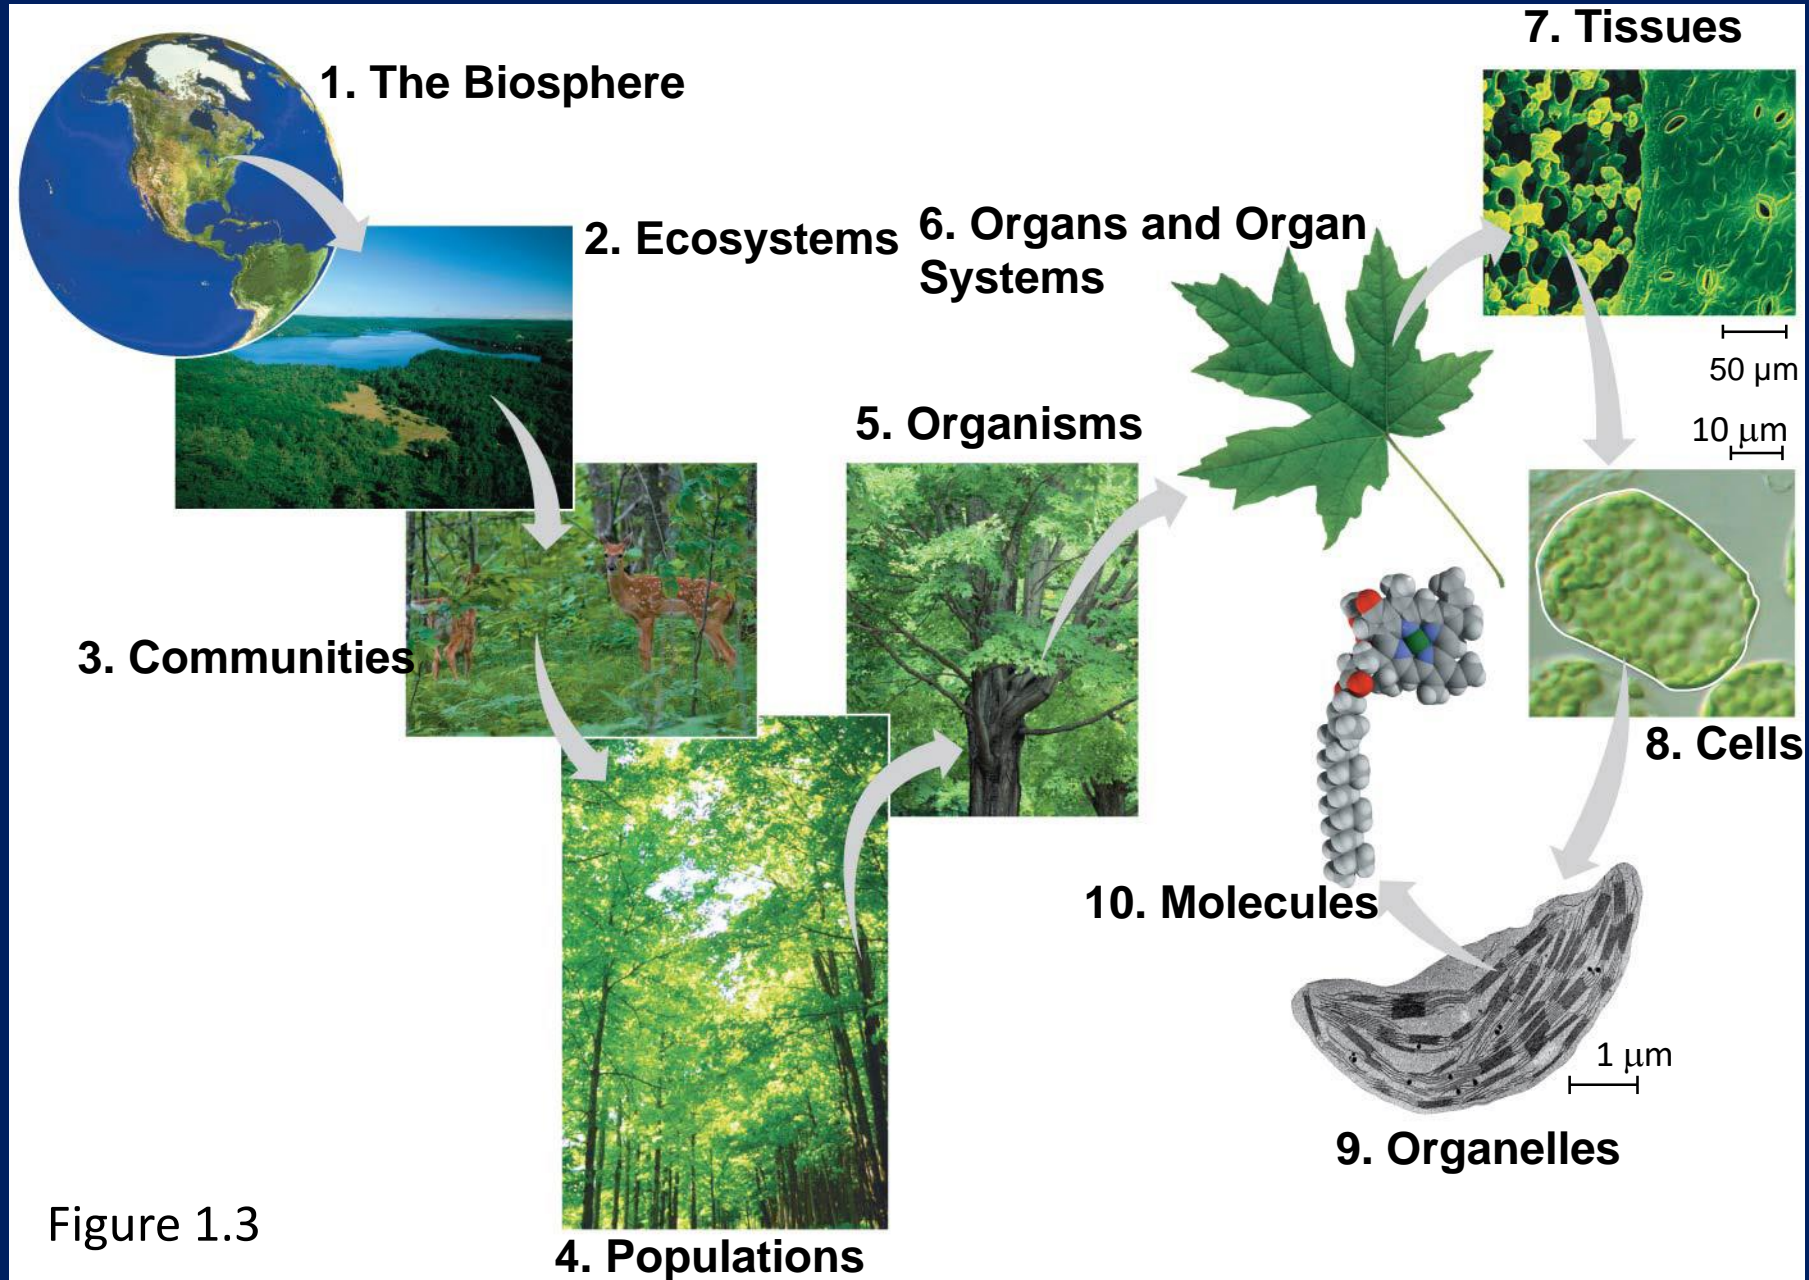 1. The Biosphere
2. Ecosystems
3. Communities
4. Populations
5. Organisms
6. Organs and Organ
Systems
7. Tissues
50 µm
10 µm
8. Cells
1 µm
9. Organelles
10. Molecules
Figure 1.3